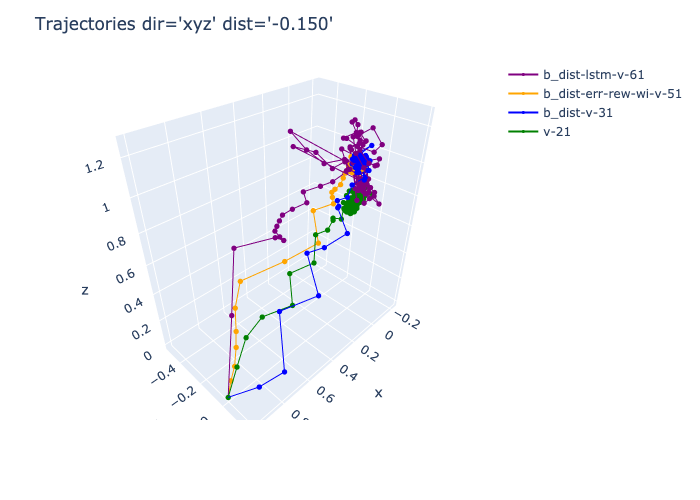 Trajectories dir='xyz' dist='-0.150'
b_dist-lstm-v-61
b_dist-err-rew-wi-v-51
b_dist-v-31
v-21
1.2
1
0.8
0.6
0.4
0.2
0
z
−0.4
−0.2
−0.2
0
0.2
0.4
0.6
x